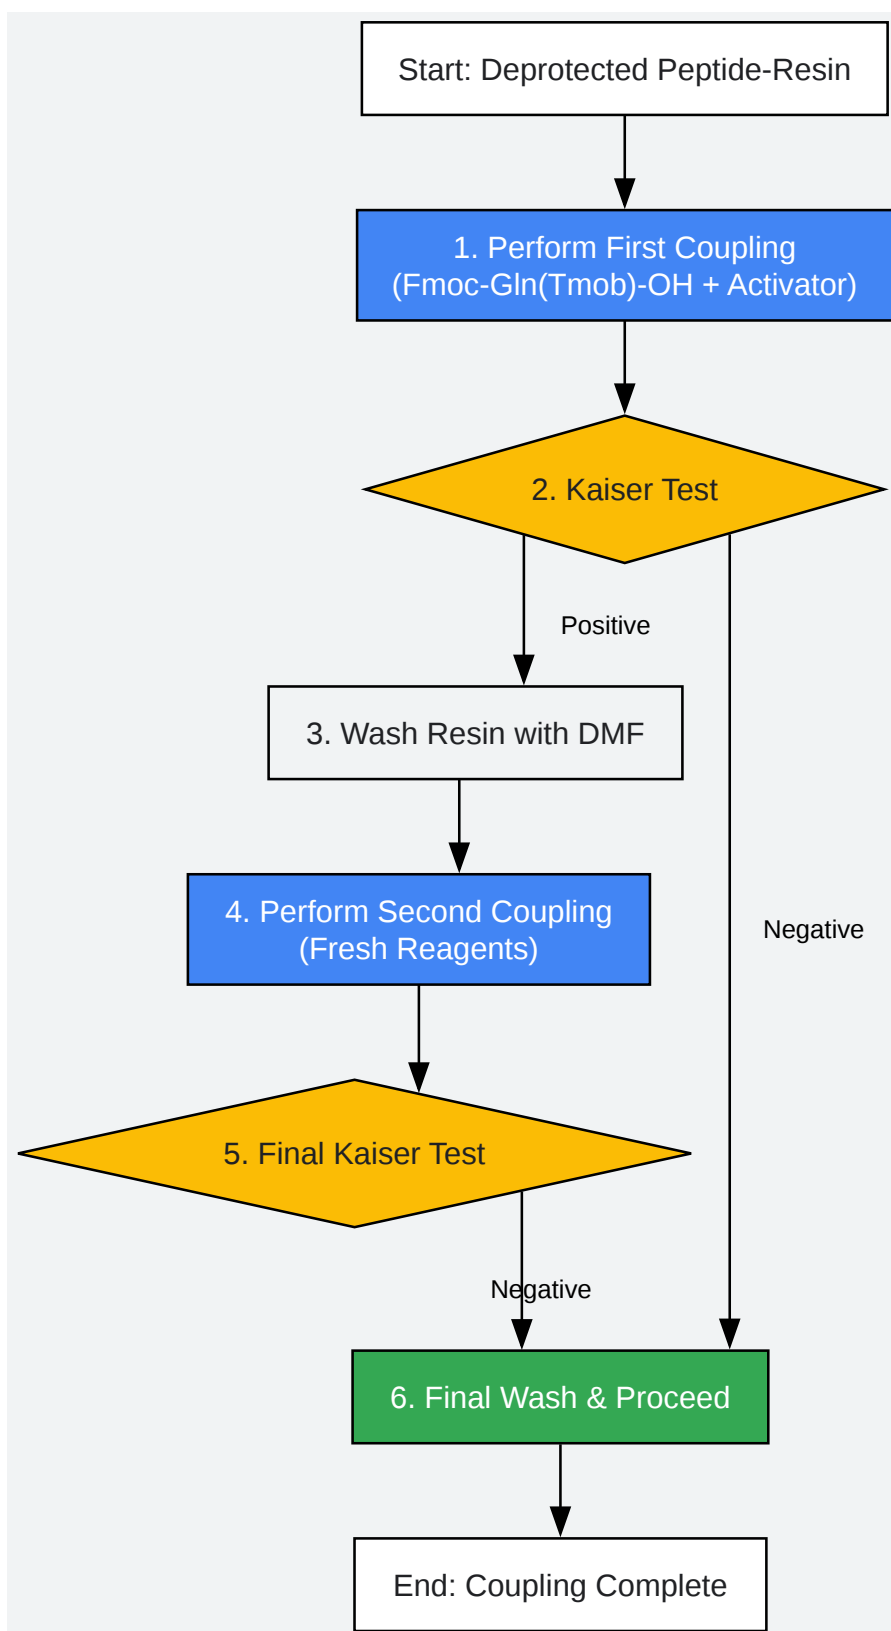 Start: Deprotected Peptide-Resin
1. Perform First Coupling
(Fmoc-Gln(Tmob)-OH + Activator)
2. Kaiser Test
Positive
3. Wash Resin with DMF
4. Perform Second Coupling
(Fresh Reagents)
Negative
5. Final Kaiser Test
Negative
6. Final Wash & Proceed
End: Coupling Complete